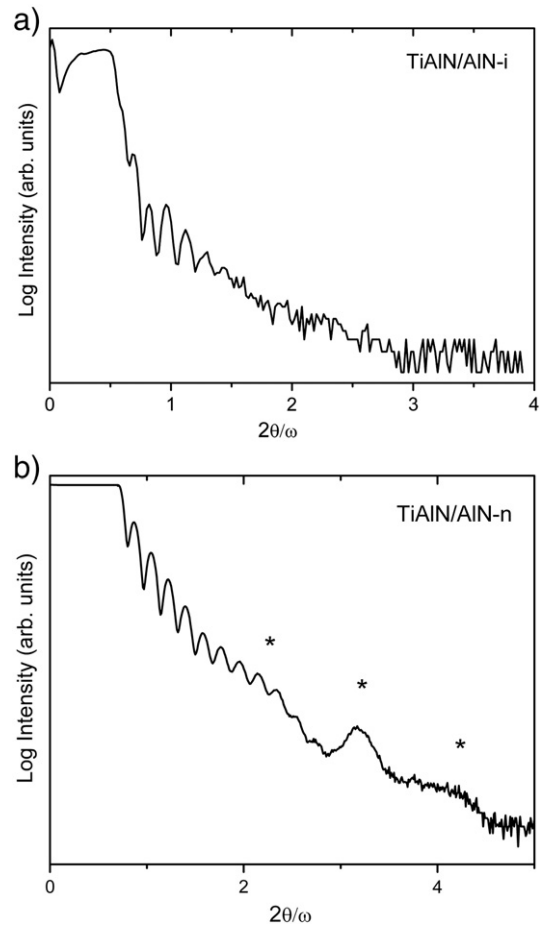 a)
TiAlN/AlN-i
Log Intensity (arb. units)
0 1 2 3 4
2θ/ω
b)
TiAlN/AlN-n
*
*
*
Log Intensity (arb. units)
0 2 4
2θ/ω